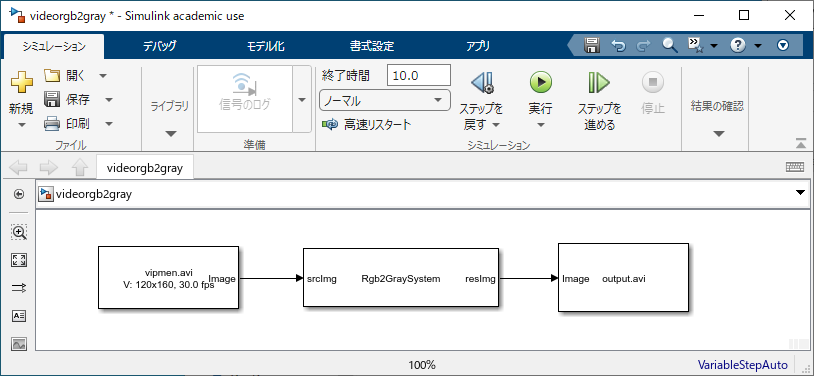 videorgb2gray * - Simulink academic use
シミュレーション デバッグ モデル化 書式設定 アプリ
新規
開く
保存
印刷
ファイル
ライブラリ
信号のログ
準備
終了時間 10.0
ノーマル
高速リスタート
ステップを
戻す
実行
ステップを
進める
停止
シミュレーション
結果の確認
videorgb2gray
videorgb2gray
vipmen.avi
V: 120x160, 30.0 fps
Image
srcImg Rgb2GraySystem resImg
Image output.avi
100% VariableStepAuto